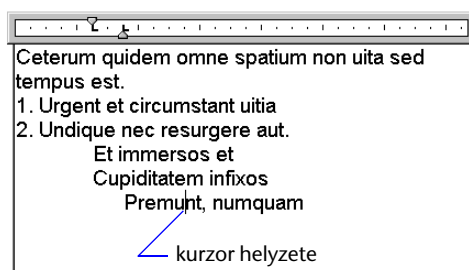 Ceterum quidem omne spatium non uita sed
tempus est.
1. Urgent et circumstant uitia
2. Undique nec resurgere aut.
Et immersos et
Cupiditatem infixos
Premunt, numquam
kurzor helyzete